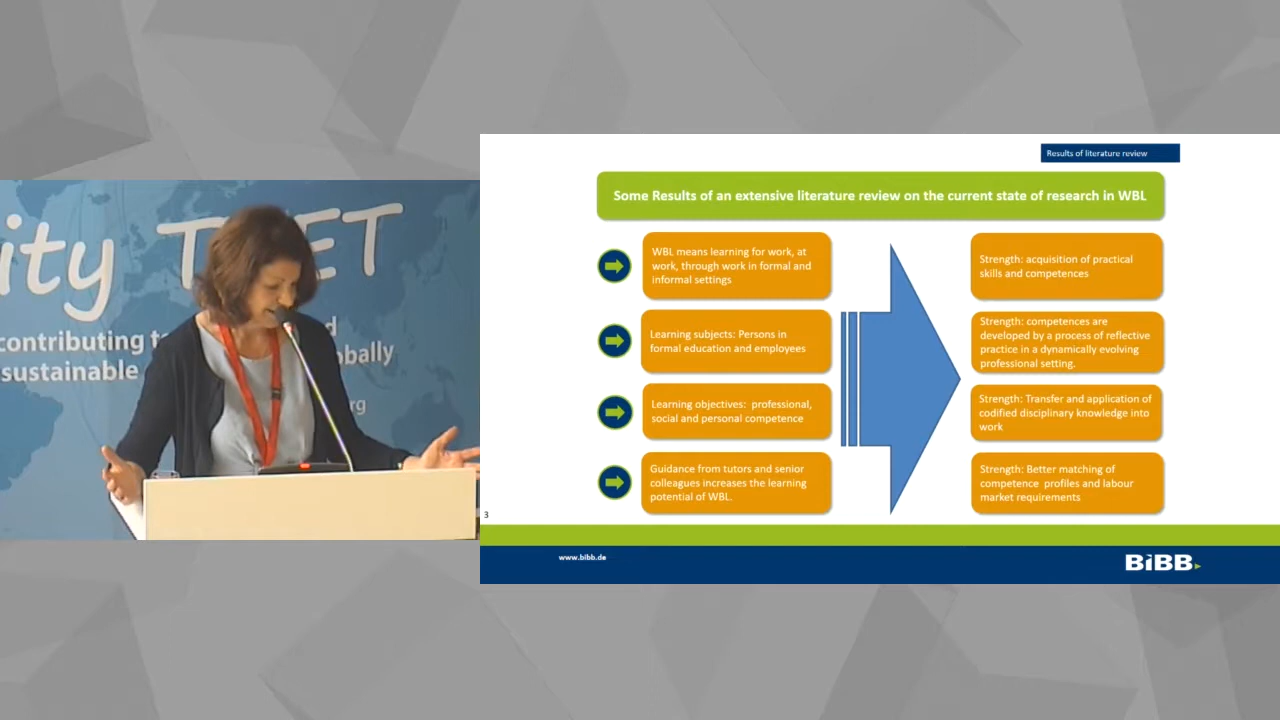 ity T ET
contributing t d
sustainable obally
rg
Results of literature review
Some Results of an extensive literature review on the current state of research in WBL
WBL means learning for work, at
work, through work in formal and
informal settings
Learning subjects: Persons in
formal education and employees
Learning objectives: professional,
social and personal competence
Guidance from tutors and senior
colleagues increases the learning
potential of WBL.
Strength: acquisition of practical
skills and competences
Strength: competences are
developed by a process of reflective
practice in a dynamically evolving
professional setting.
Strength: Transfer and application of
codified disciplinary knowledge into
work
Strength: Better matching of
competence profiles and labour
market requirements
3
www.bibb.de
BiBB